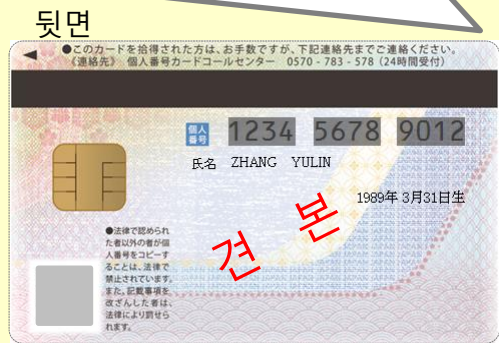 뒷면
●このカードを拾得された方は、お手数ですが、下記連絡先までご連絡ください。
《連絡先》 個人番号カードコールセンター 0570 - 783 - 578 (24時間受付)
個人
番号 1234 5678 9012
氏名 ZHANG YULIN
1989年 3月31日生
견 본
●法律で認められ
た者以外の者が個
人番号をコピーす
ることは、法律で
禁止されています。
また、記載事項を
改ざんした者は、
法律により罰せら
れます。